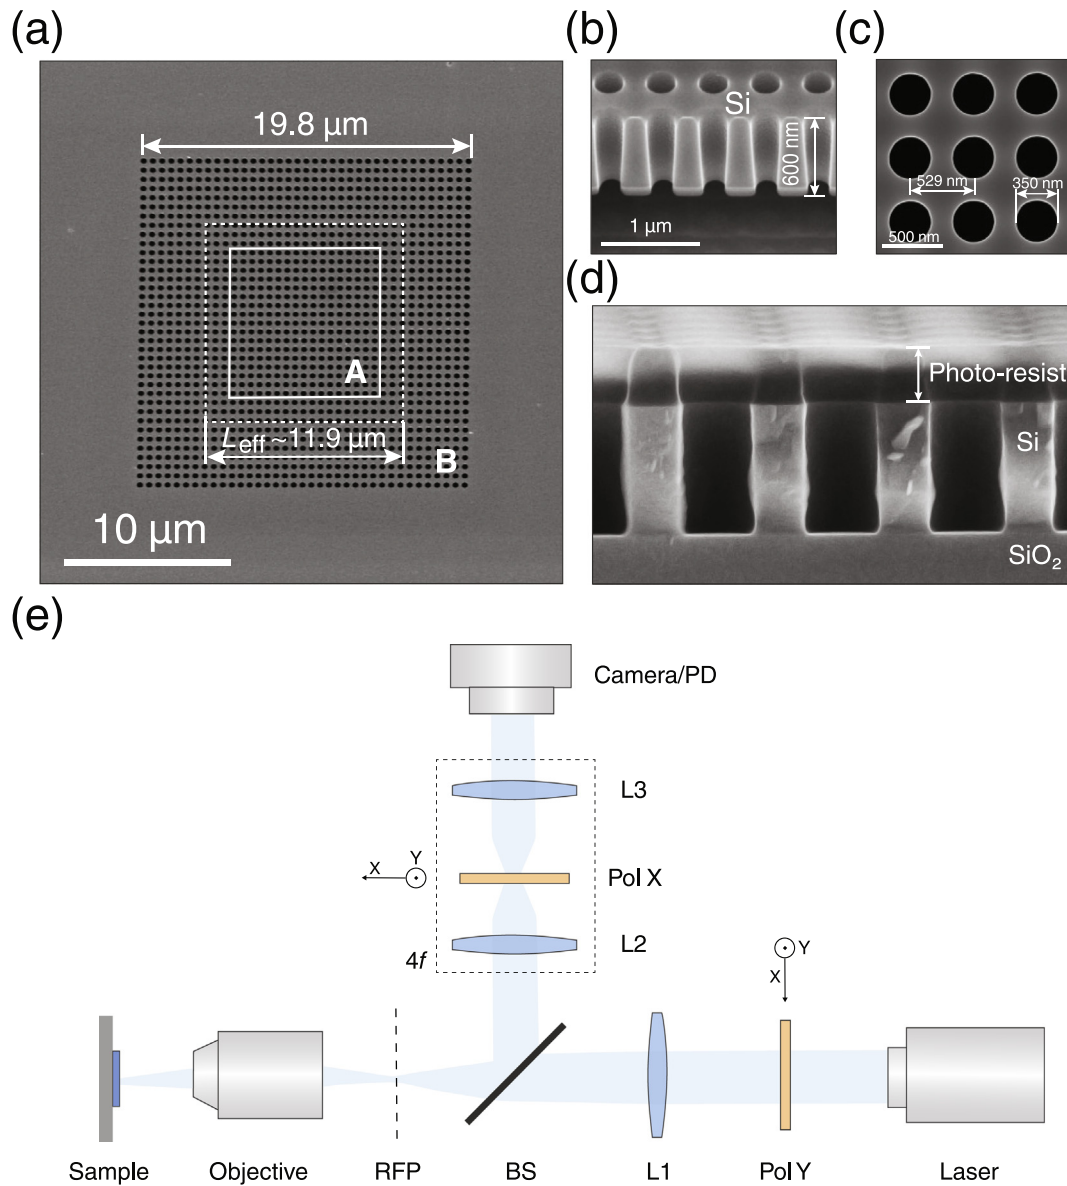 (a)
19.8 μm
A
L_eff ~11.9 μm
B
10 μm
(b)
Si
600 nm
1 μm
(c)
529 nm
350 nm
500 nm
(d)
Photo-resist
Si
SiO₂
(e)
Camera/PD
L3
X
Y
Pol X
L2
4f
Y
X
Sample
Objective
RFP
BS
L1
Pol Y
Laser